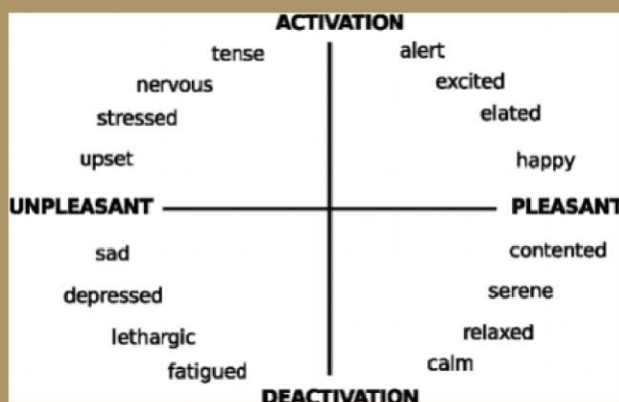 ACTIVATION
tense alert
nervous excited
stressed elated
upset happy
UNPLEASANT PLEASANT
sad contented
depressed serene
lethargic relaxed
fatigued calm
DEACTIVATION